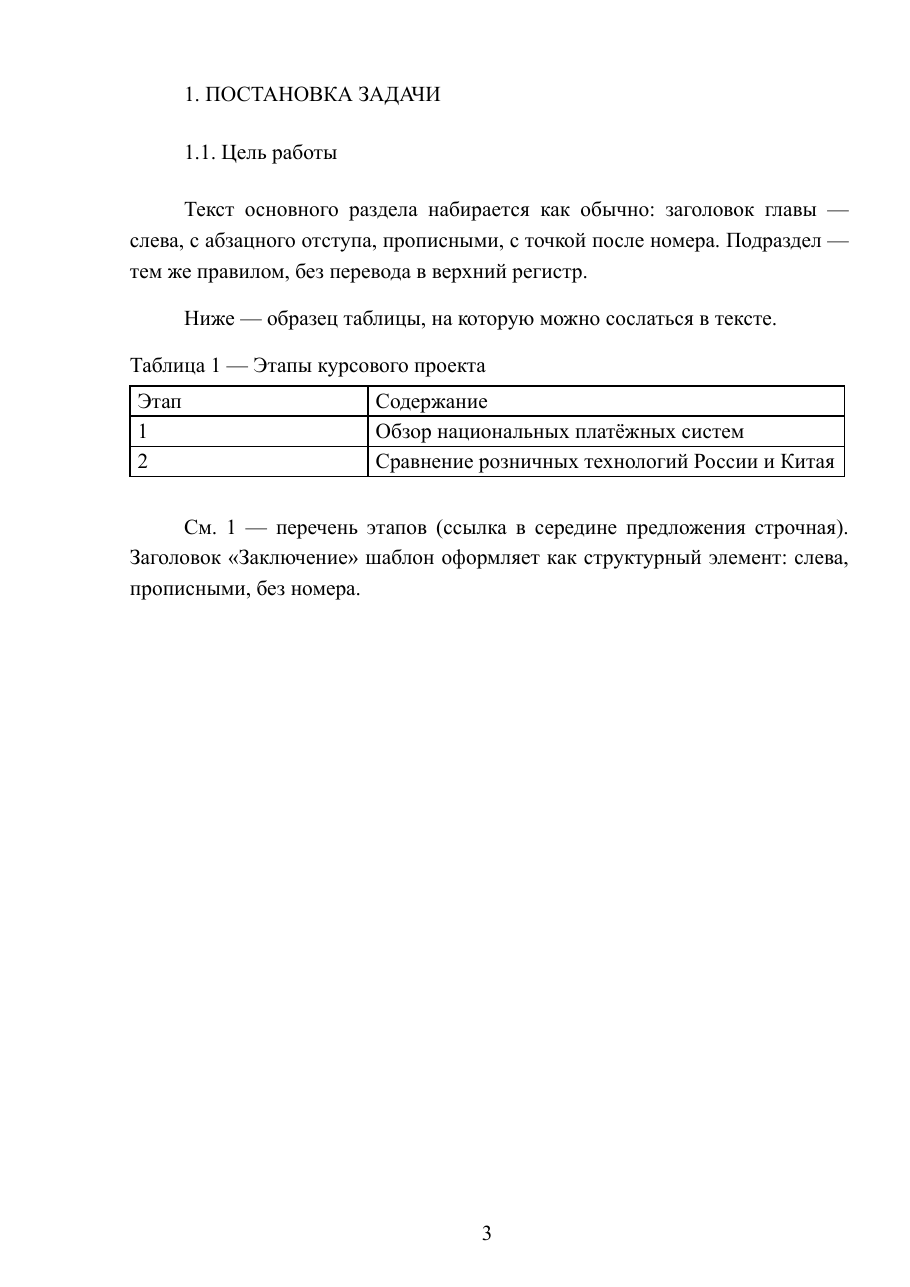 1. ПОСТАНОВКА ЗАДАЧИ
1.1. Цель работы
Текст основного раздела набирается как обычно: заголовок главы —
слева, с абзацного отступа, прописными, с точкой после номера. Подраздел —
тем же правилом, без перевода в верхний регистр.
Ниже — образец таблицы, на которую можно сослаться в тексте.
Таблица 1 — Этапы курсового проекта
Этап Содержание
1 Обзор национальных платёжных систем
2 Сравнение розничных технологий России и Китая
См. 1 — перечень этапов (ссылка в середине предложения строчная).
Заголовок «Заключение» шаблон оформляет как структурный элемент: слева,
прописными, без номера.
3